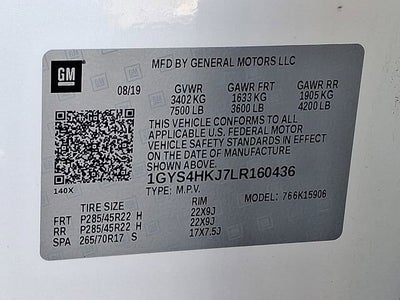 GM
MFD BY GENERAL MOTORS LLC
08/19 GVWR GAWR FRT GAWR RR
3402 KG 1633 KG 1905 KG
7500 LB 3600 LB 4200 LB
THIS VEHICLE CONFORMS TO ALL
APPLICABLE U.S. FEDERAL MOTOR
VEHICLE SAFETY STANDARDS IN EFFECT
ON THE DATE OF MANUFACTURE
SHOWN ABOVE.
140X 1GYS4HKJ7LR160436
TYPE: M.P.V. MODEL: 766K15906
TIRE SIZE RIM
FRT P285/45R22 H 22X9J
RR P285/45R22 H 22X9J
SPA 265/70R17 S 17X7.5J